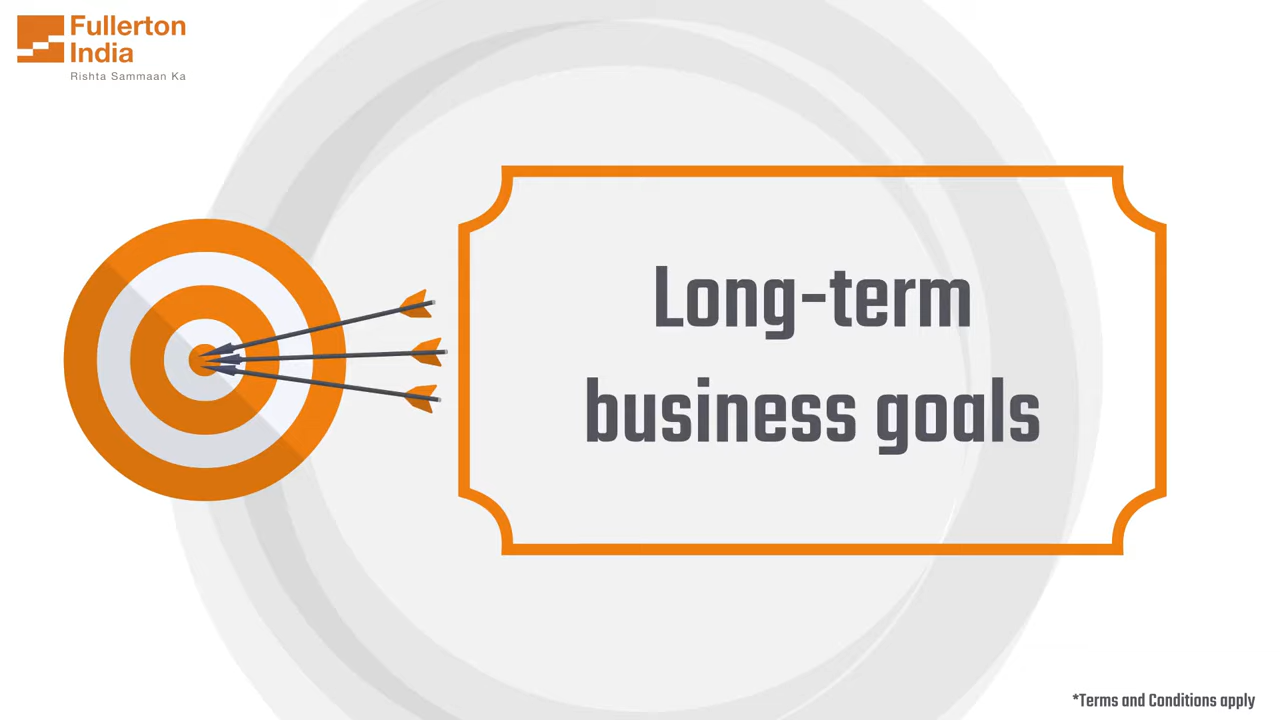 Fullerton
India
Rishta Sammaan Ka
Long-term
business goals
*Terms and Conditions apply